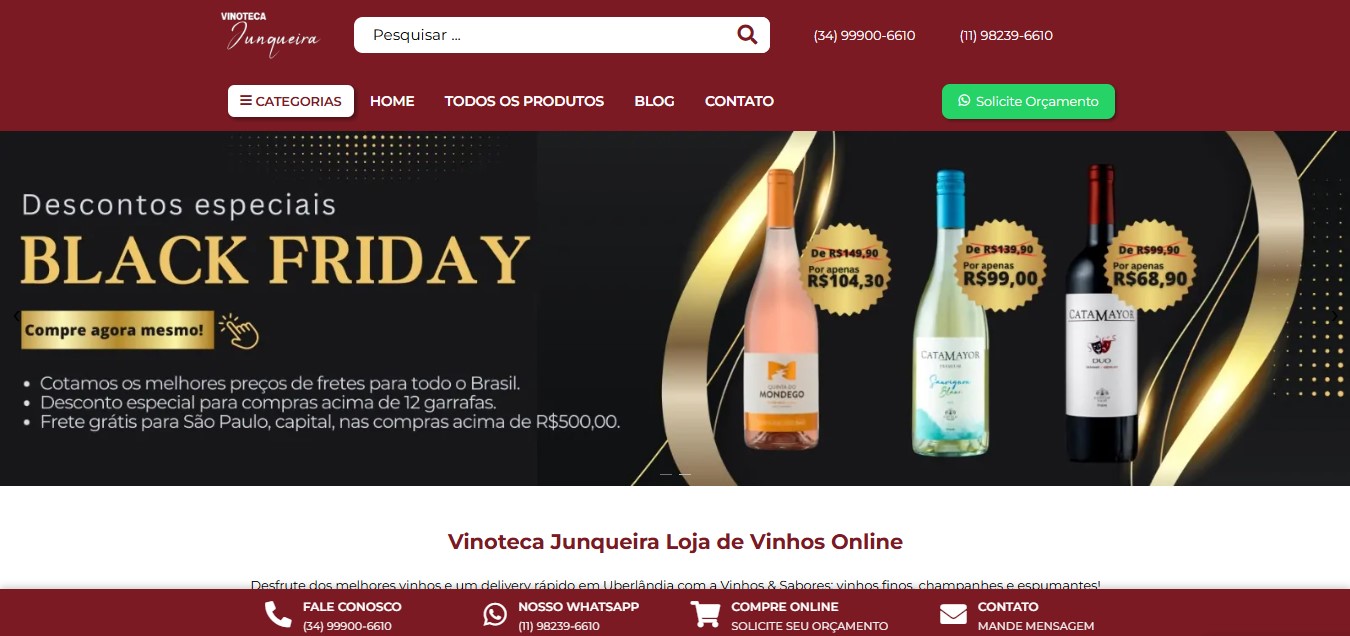 VINOTECA
Junqueira
Pesquisar ...
(34) 99900-6610
(11) 98239-6610
CATEGORIAS
HOME
TODOS OS PRODUTOS
BLOG
CONTATO
Solicite Orçamento
Descontos especiais
BLACK FRIDAY
Compre agora mesmo!
• Cotamos os melhores preços de fretes para todo o Brasil.
• Desconto especial para compras acima de 12 garrafas.
• Frete grátis para São Paulo, capital, nas compras acima de R$500,00.
De R$149,90
Por apenas
R$104,30
De R$139,90
Por apenas
R$99,00
De R$99,90
Por apenas
R$68,90
QUINTA DO
MONDEGO
CATAMAYOR
Sauvignon
Blanc
CATAMAYOR
DUO
Vinoteca Junqueira Loja de Vinhos Online
Desfrute dos melhores vinhos e um delivery rápido em Uberlândia com a Vinhos & Sabores: vinhos finos, champanhes e espumantes!
FALE CONOSCO
(34) 99900-6610
NOSSO WHATSAPP
(11) 98239-6610
COMPRE ONLINE
SOLICITE SEU ORÇAMENTO
CONTATO
MANDE MENSAGEM